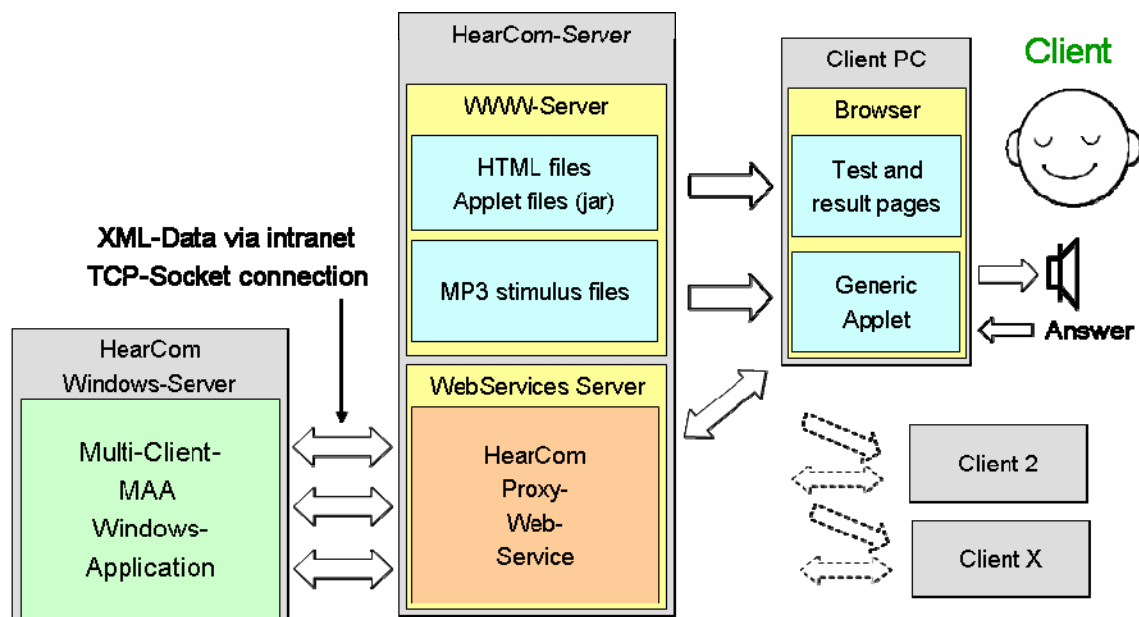 HearCom-Server
WWW-Server
HTML files
Applet files (jar)
MP3 stimulus files
WebServices Server
HearCom
Proxy-
Web-
Service
Client PC
Browser
Test and
result pages
Generic
Applet
Client
Answer
XML-Data via intranet
TCP-Socket connection
HearCom
Windows-Server
Multi-Client-
MAA
Windows-
Application
Client 2
Client X